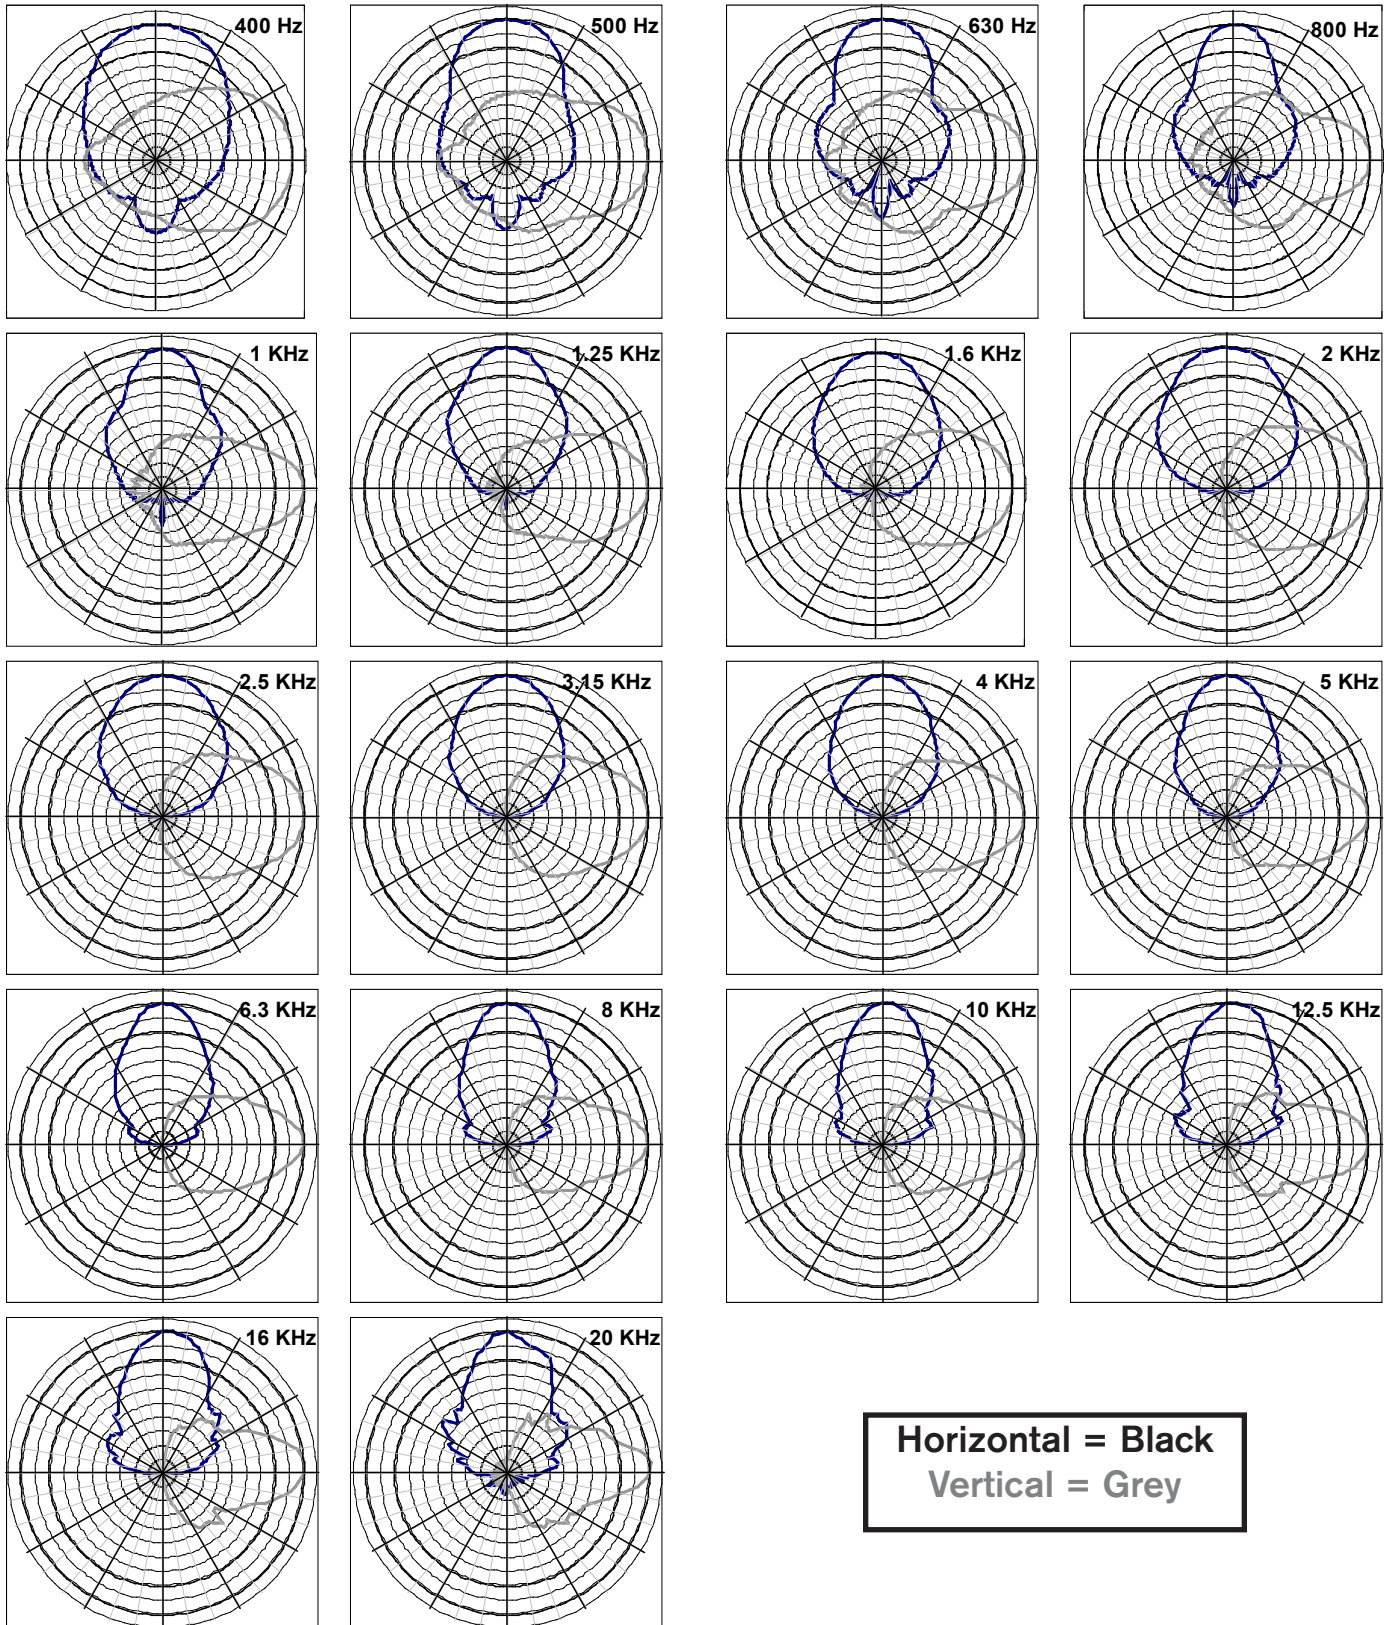 400 Hz
500 Hz
630 Hz
800 Hz
1 KHz
1.25 KHz
1.6 KHz
2 KHz
2.5 KHz
3.15 KHz
4 KHz
5 KHz
6.3 KHz
8 KHz
10 KHz
12.5 KHz
16 KHz
20 KHz
Horizontal = Black
Vertical = Grey